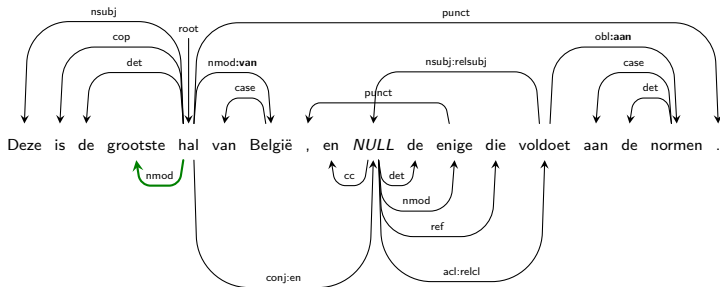 nsubj
punct
root
cop
obl:aan
det
nmod:van
nsubj:relsubj
case
case
punct
det
Deze is de grootste hal van België , en NULL de enige die voldoet aan de normen .
nmod
cc
det
nmod
ref
conj:en
acl:relcl